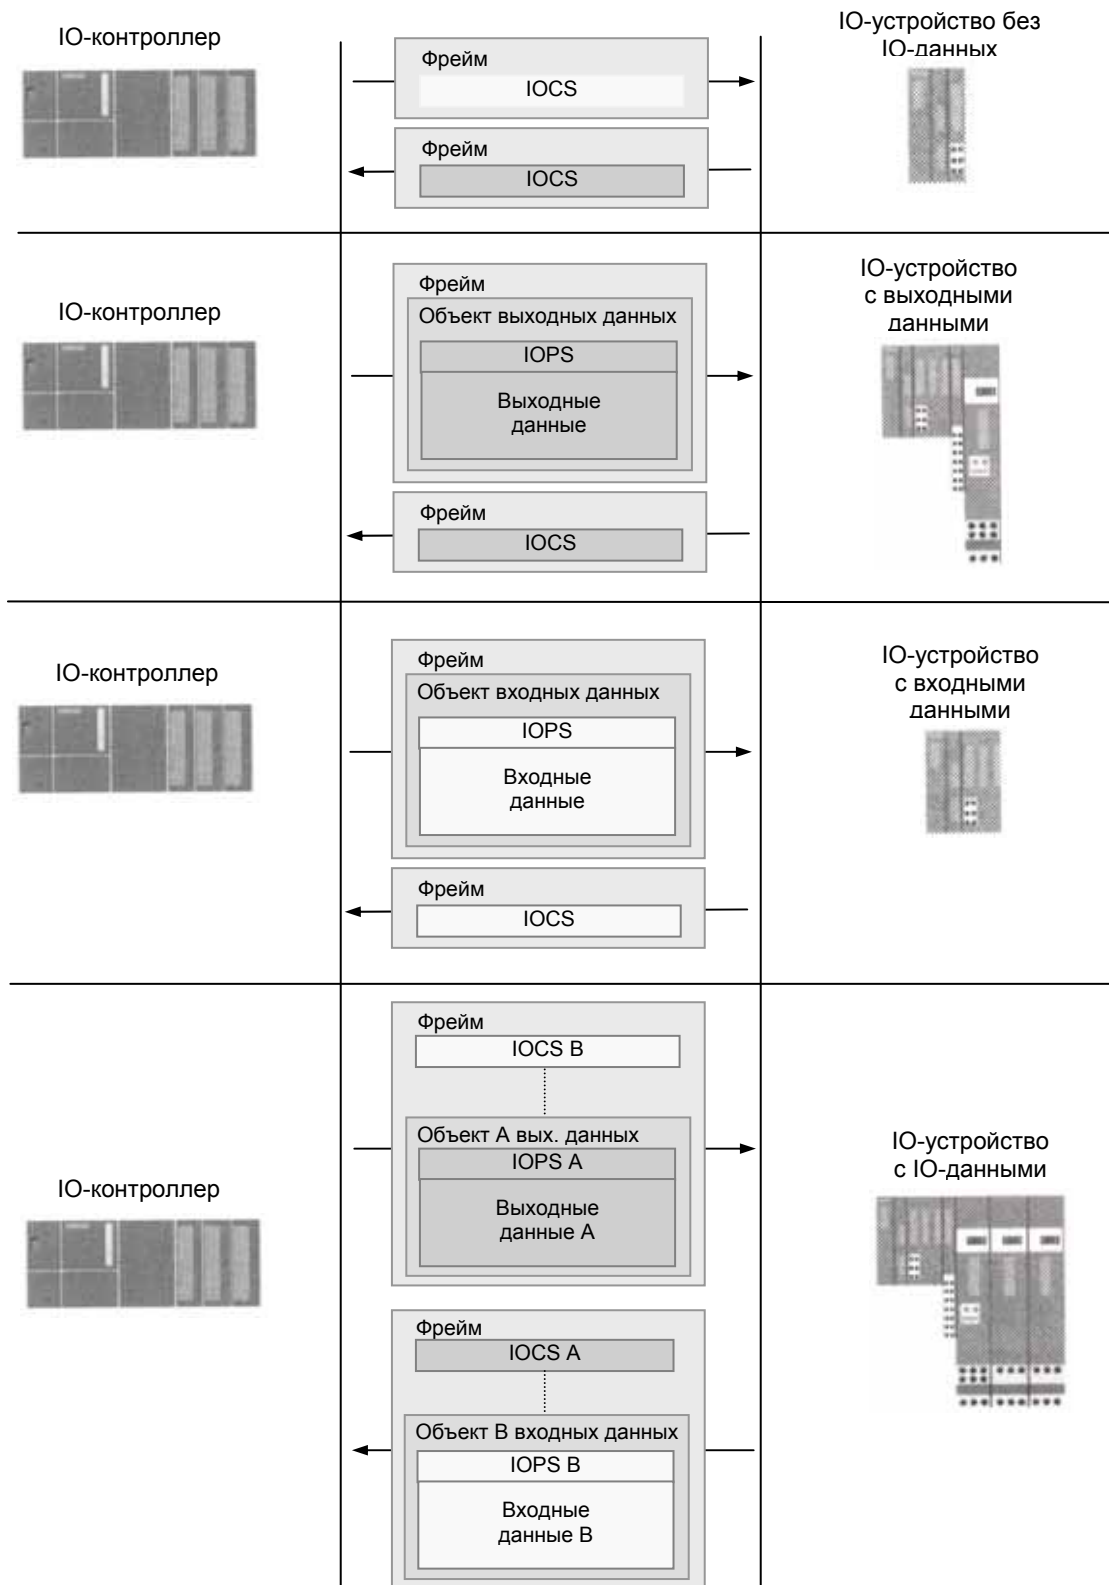 IO-контроллер
Фрейм
IOCS
Фрейм
IOCS
IO-устройство без
IO-данных
IO-контроллер
Фрейм
Объект выходных данных
IOPS
Выходные
данные
Фрейм
IOCS
IO-устройство
с выходными
данными
IO-контроллер
Фрейм
Объект входных данных
IOPS
Входные
данные
Фрейм
IOCS
IO-устройство
с входными
данными
IO-контроллер
Фрейм
IOCS B
Объект A вых. данных
IOPS A
Выходные
данные A
Фрейм
IOCS A
Объект B входных данных
IOPS B
Входные
данные B
IO-устройство
с IO-данными